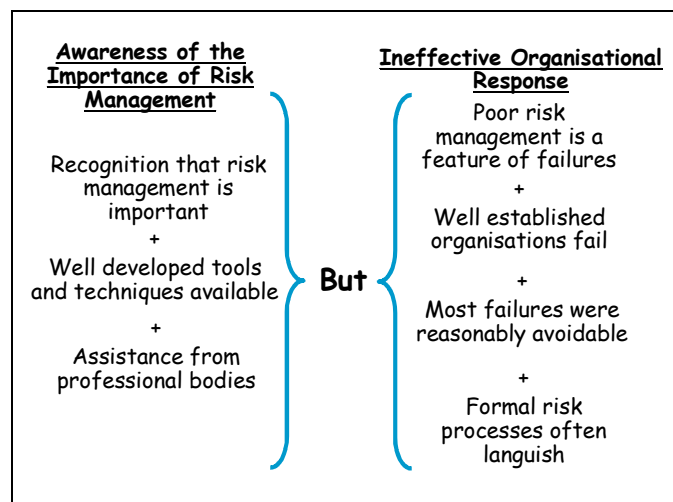 Awareness of the
Importance of Risk
Management
Recognition that risk
management is
important
+
Well developed tools
and techniques available
+
Assistance from
professional bodies
But
Ineffective Organisational
Response
Poor risk
management is a
feature of failures
+
Well established
organisations fail
+
Most failures were
reasonably avoidable
+
Formal risk
processes often
languish